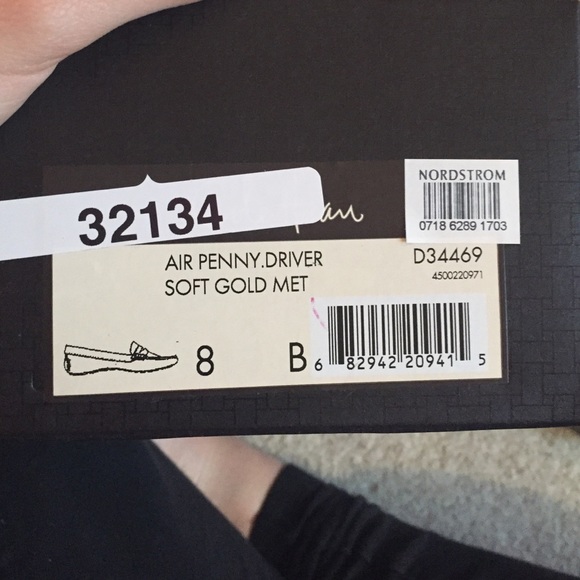 NORDSTROM
0718 6289 1703
32134
AIR PENNY.DRIVER D34469
SOFT GOLD MET 4500220971
8 B 6 82942 20941 5